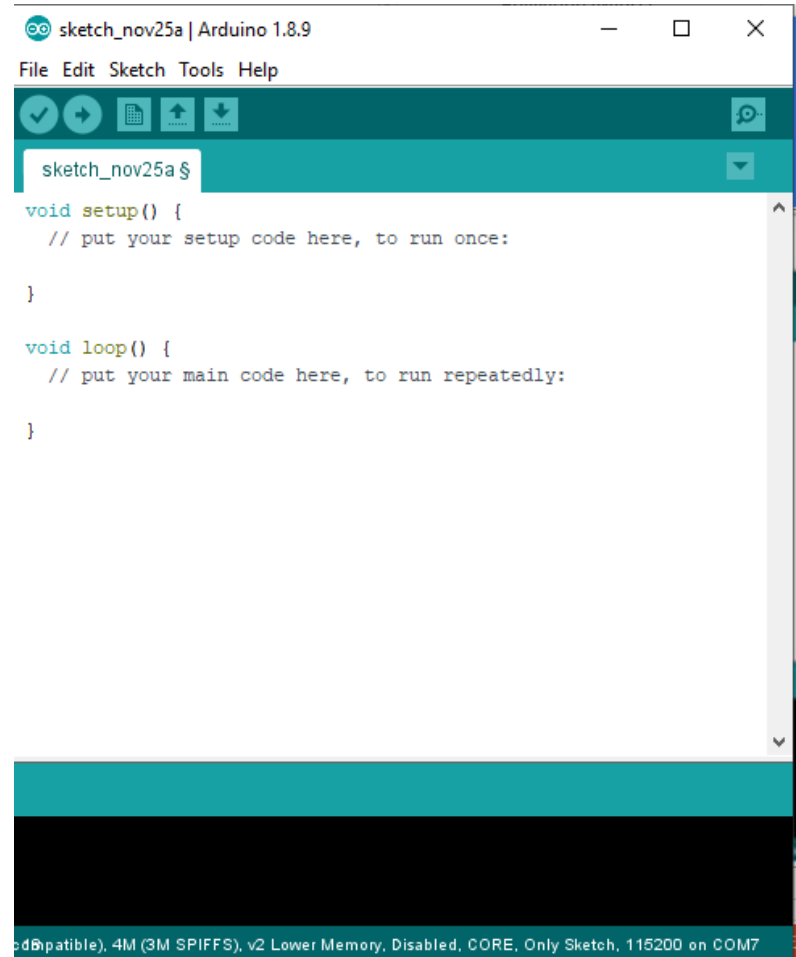 sketch_nov25a | Arduino 1.8.9
File Edit Sketch Tools Help
sketch_nov25a §
void setup() {
  // put your setup code here, to run once:
}
void loop() {
  // put your main code here, to run repeatedly:
}
patible), 4M (3M SPIFFS), v2 Lower Memory, Disabled, CORE, Only Sketch, 115200 on COM7